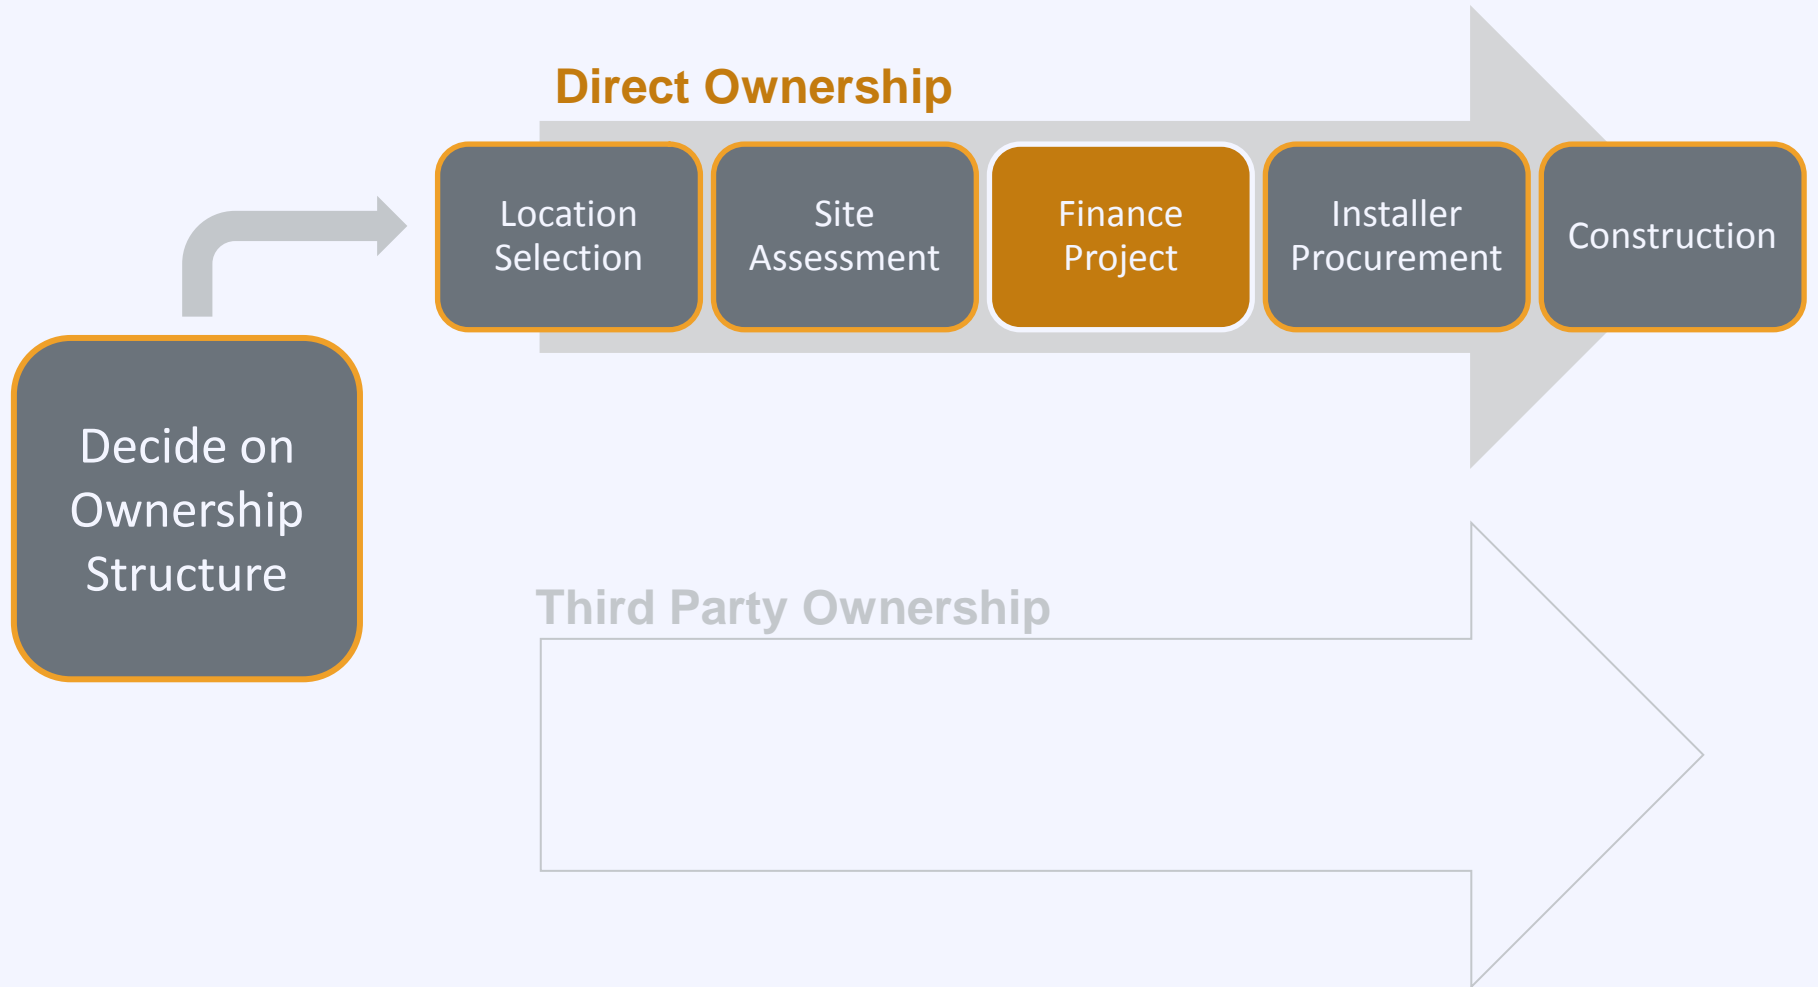 Direct Ownership
Location
Selection
Site
Assessment
Finance
Project
Installer
Procurement
Construction
Decide on
Ownership
Structure
Third Party Ownership